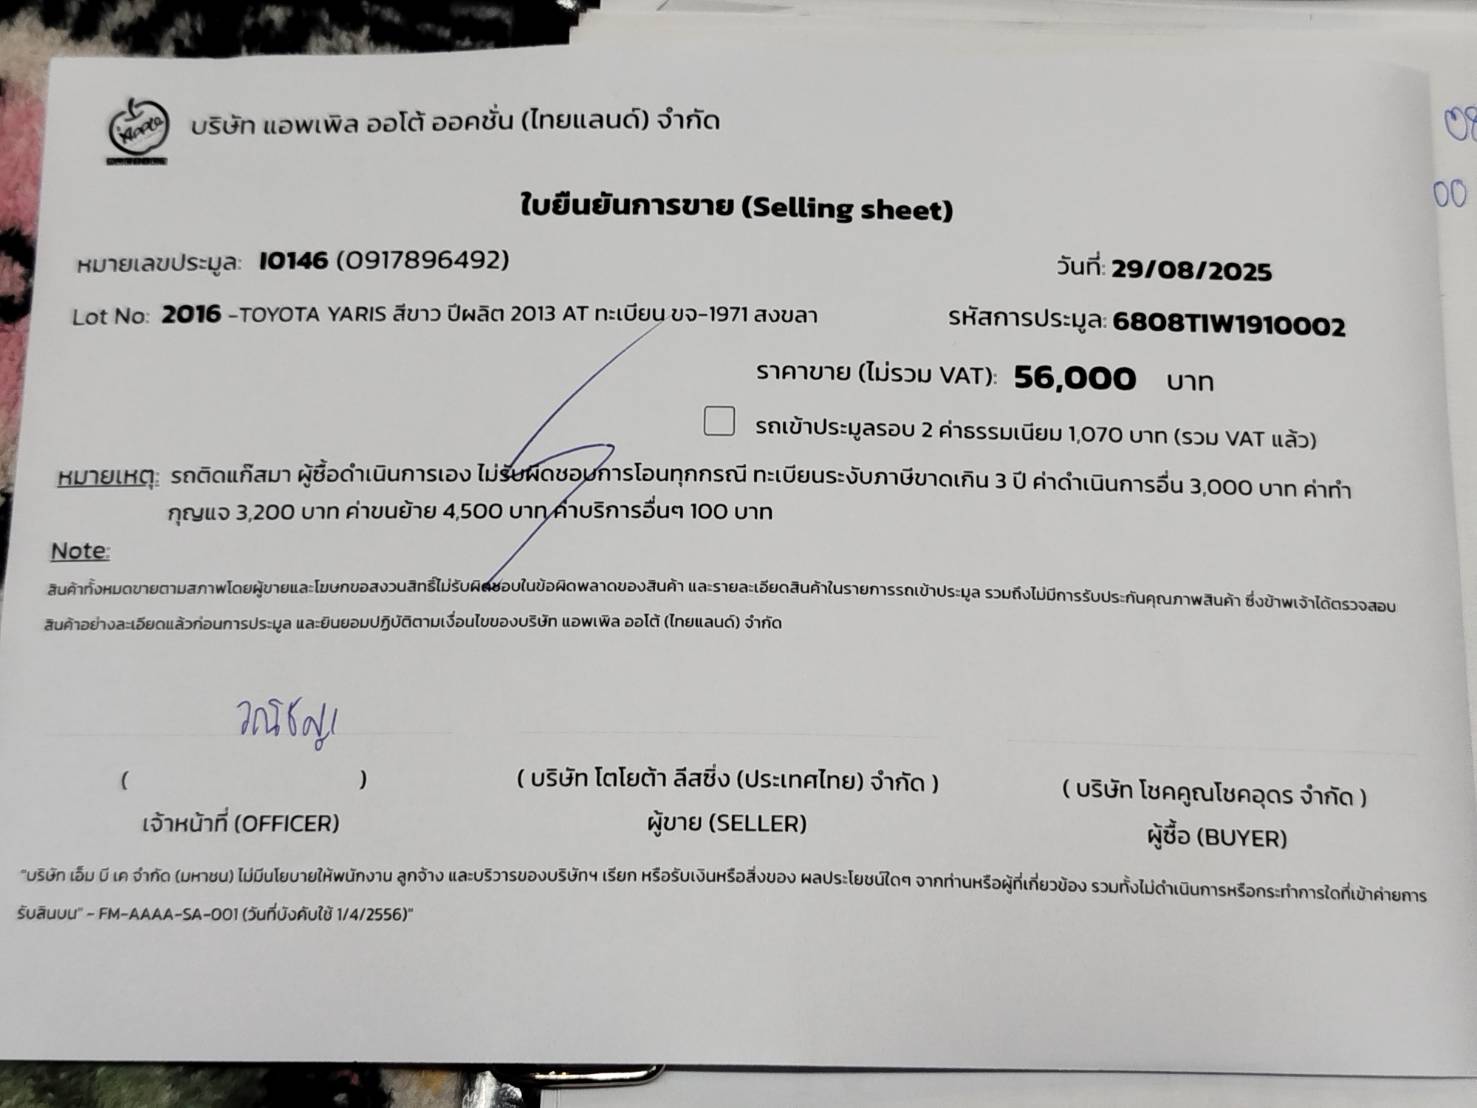 Apple
บริษัท แอพเพิล ออโต้ ออคชั่น (ไทยแลนด์) จำกัด
ใบยืนยันการขาย (Selling sheet)
หมายเลขประมูล: I0146 (0917896492)
วันที่: 29/08/2025
Lot No: 2016 -TOYOTA YARIS สีขาว ปีผลิต 2013 AT ทะเบียน ขจ-1971 สงขลา
รหัสการประมูล: 6808TIW1910002
ราคาขาย (ไม่รวม VAT): 56,000 บาท
รถเข้าประมูลรอบ 2 ค่าธรรมเนียม 1,070 บาท (รวม VAT แล้ว)
หมายเหตุ: รถติดแก๊สมา ผู้ซื้อดำเนินการเอง ไม่รับผิดชอบการโอนทุกกรณี ทะเบียนระงับภาษีขาดเกิน 3 ปี ค่าดำเนินการอื่น 3,000 บาท ค่าทำ
กุญแจ 3,200 บาท ค่าขนย้าย 4,500 บาท ค่าบริการอื่นๆ 100 บาท
Note:
สินค้าทั้งหมดขายตามสภาพโดยผู้ขายและโฆษกขอสงวนสิทธิ์ไม่รับผิดชอบในข้อผิดพลาดของสินค้า และรายละเอียดสินค้าในรายการรถเข้าประมูล รวมถึงไม่มีการรับประกันคุณภาพสินค้า ซึ่งข้าพเจ้าได้ตรวจสอบ
สินค้าอย่างละเอียดแล้วก่อนการประมูล และยินยอมปฏิบัติตามเงื่อนไขของบริษัท แอพเพิล ออโต้ (ไทยแลนด์) จำกัด
( )
( บริษัท โตโยต้า ลีสซิ่ง (ประเทศไทย) จำกัด )
( บริษัท โชคคูณโชคอุดร จำกัด )
เจ้าหน้าที่ (OFFICER)
ผู้ขาย (SELLER)
ผู้ซื้อ (BUYER)
"บริษัท เอ็ม บี เค จำกัด (มหาชน) ไม่มีนโยบายให้พนักงาน ลูกจ้าง และบริวารของบริษัทฯ เรียก หรือรับเงินหรือสิ่งของ ผลประโยชน์ใดๆ จากท่านหรือผู้ที่เกี่ยวข้อง รวมทั้งไม่ดำเนินการหรือกระทำการใดที่เข้าค่ายการ
รับสินบน" - FM-AAAA-SA-001 (วันที่บังคับใช้ 1/4/2556)"